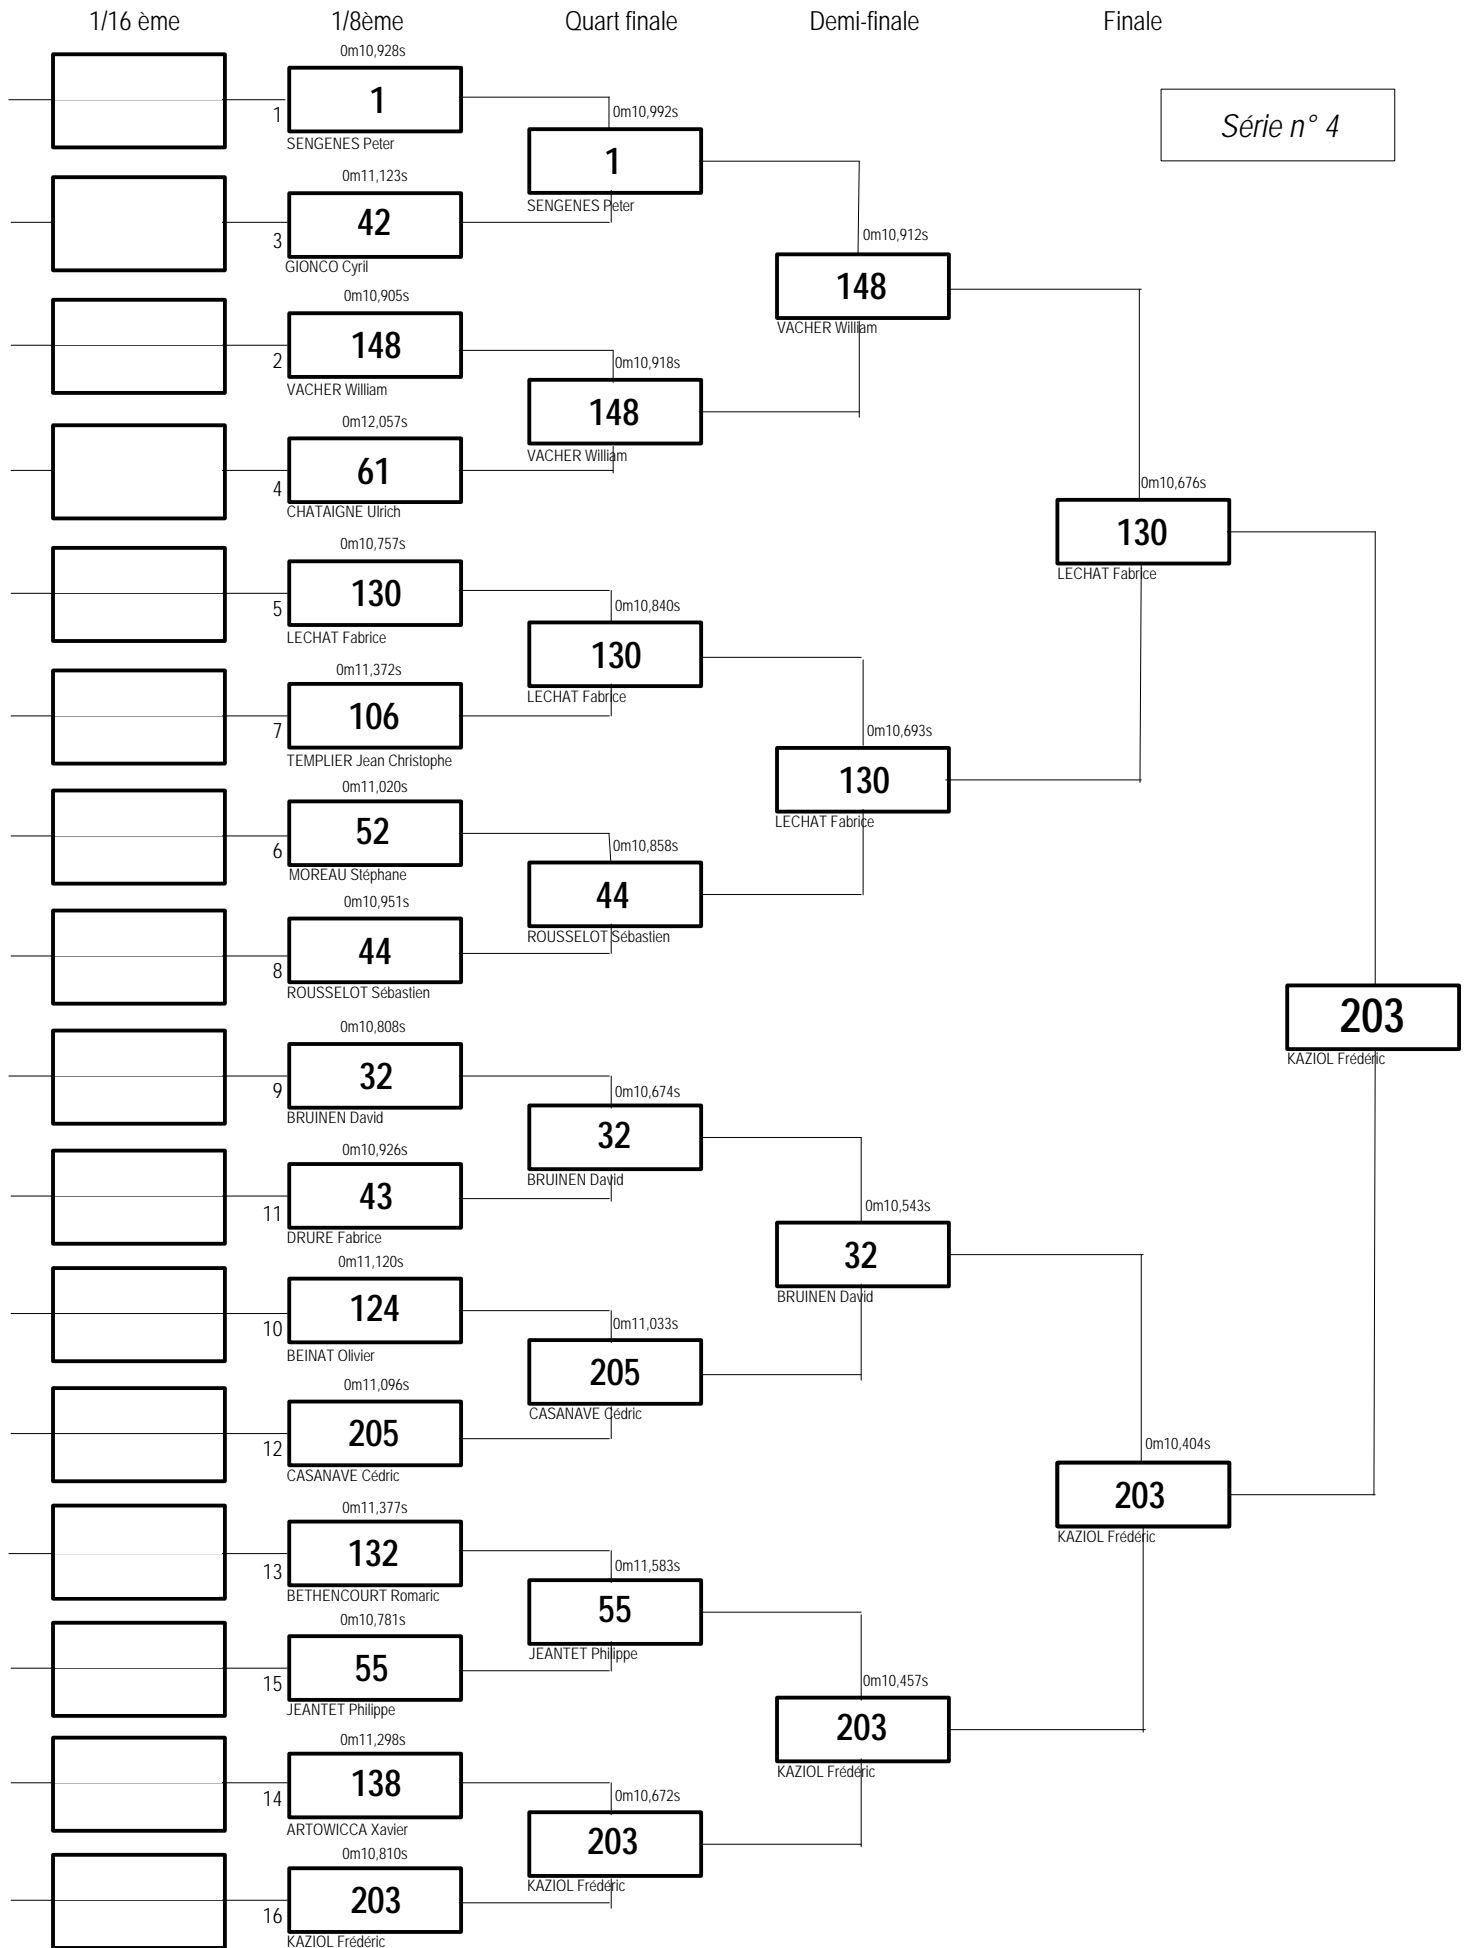 1/16 ème
1/8ème
Quart finale
Demi-finale
Finale
Série n° 4
0m10,928s
1
1
SENGENES Peter
0m11,123s
42
3
GIONCO Cyril
0m10,905s
148
2
VACHER William
0m12,057s
61
4
CHATAIGNE Ulrich
0m10,757s
130
5
LECHAT Fabrice
0m11,372s
106
7
TEMPLIER Jean Christophe
0m11,020s
52
6
MOREAU Stéphane
0m10,951s
44
8
ROUSSELOT Sébastien
0m10,808s
32
9
BRUINEN David
0m10,926s
43
11
DRURE Fabrice
0m11,120s
124
10
BEINAT Olivier
0m11,096s
205
12
CASANAVE Cédric
0m11,377s
132
13
BETHENCOURT Romaric
0m10,781s
55
15
JEANTET Philippe
0m11,298s
138
14
ARTOWICCA Xavier
0m10,810s
203
16
KAZIOL Frédéric
0m10,992s
1
SENGENES Peter
0m10,918s
148
VACHER William
0m10,840s
130
LECHAT Fabrice
0m10,858s
44
ROUSSELOT Sébastien
0m10,674s
32
BRUINEN David
0m11,033s
205
CASANAVE Cédric
0m11,583s
55
JEANTET Philippe
0m10,672s
203
KAZIOL Frédéric
0m10,912s
148
VACHER William
0m10,693s
130
LECHAT Fabrice
0m10,543s
32
BRUINEN David
0m10,457s
203
KAZIOL Frédéric
0m10,676s
130
LECHAT Fabrice
0m10,404s
203
KAZIOL Frédéric
203
KAZIOL Frédéric